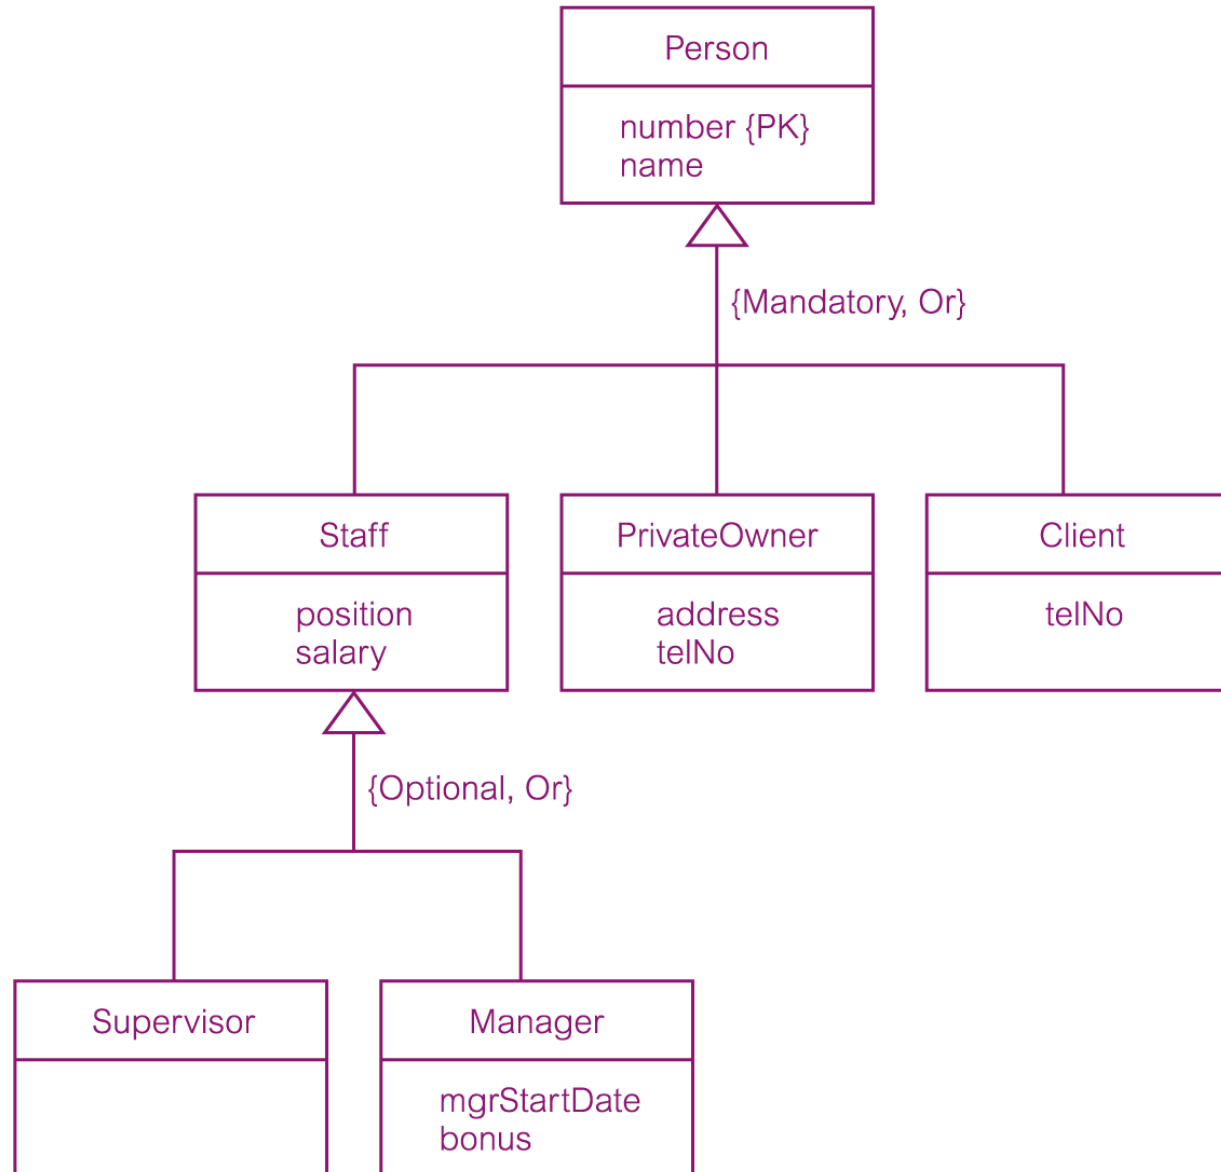 Person
number {PK}
name
{Mandatory, Or}
Staff
position
salary
PrivateOwner
address
telNo
Client
telNo
{Optional, Or}
Supervisor
Manager
mgrStartDate
bonus